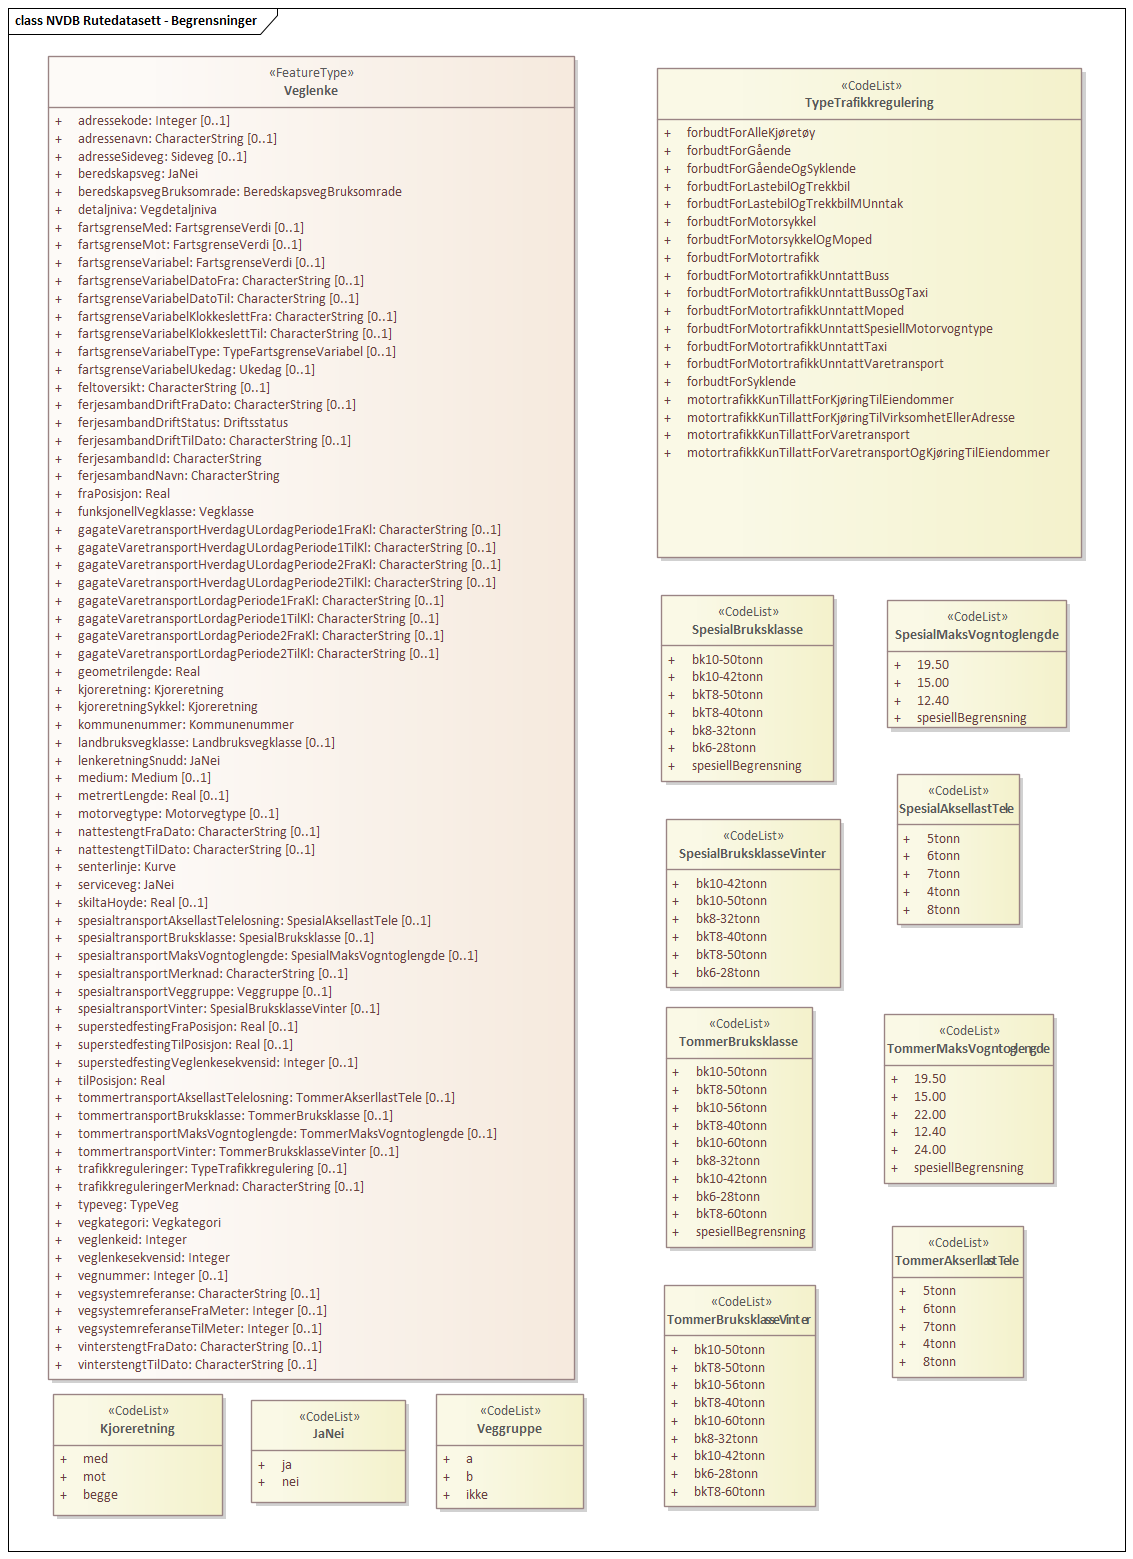 class NVDB Rutedatasett - Begrensninger
«FeatureType»
Veglenke
+ adressekode: Integer [0..1]
+ adressenavn: CharacterString [0..1]
+ adresseSideveg: Sideveg [0..1]
+ beredskapsveg: JaNei
+ beredskapsvegBruksomrade: BeredskapsvegBruksomrade
+ detaljniva: Vegdetaljniva
+ fartsgrenseMed: FartsgrenseVerdi [0..1]
+ fartsgrenseMot: FartsgrenseVerdi [0..1]
+ fartsgrenseVariabel: FartsgrenseVerdi [0..1]
+ fartsgrenseVariabelDatoFra: CharacterString [0..1]
+ fartsgrenseVariabelDatoTil: CharacterString [0..1]
+ fartsgrenseVariabelKlokkeslettFra: CharacterString [0..1]
+ fartsgrenseVariabelKlokkeslettTil: CharacterString [0..1]
+ fartsgrenseVariabelType: TypeFartsgrenseVariabel [0..1]
+ fartsgrenseVariabelUkedag: Ukedag [0..1]
+ feltoversikt: CharacterString [0..1]
+ ferjesambandDriftFraDato: CharacterString [0..1]
+ ferjesambandDriftStatus: Driftsstatus
+ ferjesambandDriftTilDato: CharacterString [0..1]
+ ferjesambandId: CharacterString
+ ferjesambandNavn: CharacterString
+ fraPosisjon: Real
+ funksjonellVegklasse: Vegklasse
+ gagateVaretransportHverdagULordagPeriode1FraKl: CharacterString [0..1]
+ gagateVaretransportHverdagULordagPeriode1TilKl: CharacterString [0..1]
+ gagateVaretransportHverdagULordagPeriode2FraKl: CharacterString [0..1]
+ gagateVaretransportHverdagULordagPeriode2TilKl: CharacterString [0..1]
+ gagateVaretransportLordagPeriode1FraKl: CharacterString [0..1]
+ gagateVaretransportLordagPeriode1TilKl: CharacterString [0..1]
+ gagateVaretransportLordagPeriode2FraKl: CharacterString [0..1]
+ gagateVaretransportLordagPeriode2TilKl: CharacterString [0..1]
+ geometrilengde: Real
+ kjoreretning: Kjoreretning
+ kjoreretningSykkel: Kjoreretning
+ kommunenummer: Kommunenummer
+ landbruksvegklasse: Landbruksvegklasse [0..1]
+ lenkeretningSnudd: JaNei
+ medium: Medium [0..1]
+ metrertLengde: Real [0..1]
+ motorvegtype: Motorvegtype [0..1]
+ nattestengtFraDato: CharacterString [0..1]
+ nattestengtTilDato: CharacterString [0..1]
+ senterlinje: Kurve
+ serviceveg: JaNei
+ skiltaHoyde: Real [0..1]
+ spesialtransportAksellastTelelosning: SpesialAksellastTele [0..1]
+ spesialtransportBruksklasse: SpesialBruksklasse [0..1]
+ spesialtransportMaksVogntoglengde: SpesialMaksVogntoglengde [0..1]
+ spesialtransportMerknad: CharacterString [0..1]
+ spesialtransportVeggruppe: Veggruppe [0..1]
+ spesialtransportVinter: SpesialBruksklasseVinter [0..1]
+ superstedfestingFraPosisjon: Real [0..1]
+ superstedfestingTilPosisjon: Real [0..1]
+ superstedfestingVeglenkesekvensid: Integer [0..1]
+ tilPosisjon: Real
+ tommertransportAksellastTelelosning: TommerAkserllastTele [0..1]
+ tommertransportBruksklasse: TommerBruksklasse [0..1]
+ tommertransportMaksVogntoglengde: TommerMaksVogntoglengde [0..1]
+ tommertransportVinter: TommerBruksklasseVinter [0..1]
+ trafikkreguleringer: TypeTrafikkregulering [0..1]
+ trafikkreguleringerMerknad: CharacterString [0..1]
+ typeveg: TypeVeg
+ vegkategori: Vegkategori
+ veglenkeid: Integer
+ veglenkesekvensid: Integer
+ vegnummer: Integer [0..1]
+ vegsystemreferanse: CharacterString [0..1]
+ vegsystemreferanseFraMeter: Integer [0..1]
+ vegsystemreferanseTilMeter: Integer [0..1]
+ vinterstengtFraDato: CharacterString [0..1]
+ vinterstengtTilDato: CharacterString [0..1]
«CodeList»
TypeTrafikkregulering
+ forbudtForAlleKjøretøy
+ forbudtForGående
+ forbudtForGåendeOgSyklende
+ forbudtForLastebilOgTrekkbil
+ forbudtForLastebilOgTrekkbilMUnntak
+ forbudtForMotorsykkel
+ forbudtForMotorsykkelOgMoped
+ forbudtForMotortrafikk
+ forbudtForMotortrafikkUnntattBuss
+ forbudtForMotortrafikkUnntattBussOgTaxi
+ forbudtForMotortrafikkUnntattMoped
+ forbudtForMotortrafikkUnntattSpesiellMotorvogntype
+ forbudtForMotortrafikkUnntattTaxi
+ forbudtForMotortrafikkUnntattVaretransport
+ forbudtForSyklende
+ motortrafikkKunTillattForKjøringTilEiendommer
+ motortrafikkKunTillattForKjøringTilVirksomhetEllerAdresse
+ motortrafikkKunTillattForVaretransport
+ motortrafikkKunTillattForVaretransportOgKjøringTilEiendommer
«CodeList»
SpesialBruksklasse
+ bk10-50tonn
+ bk10-42tonn
+ bkT8-50tonn
+ bkT8-40tonn
+ bk8-32tonn
+ bk6-28tonn
+ spesiellBegrensning
«CodeList»
SpesialMaksVogntoglengde
+ 19.50
+ 15.00
+ 12.40
+ spesiellBegrensning
«CodeList»
SpesialAksellastTele
+ 5tonn
+ 6tonn
+ 7tonn
+ 4tonn
+ 8tonn
«CodeList»
SpesialBruksklasseVinter
+ bk10-42tonn
+ bk10-50tonn
+ bk8-32tonn
+ bkT8-40tonn
+ bkT8-50tonn
+ bk6-28tonn
«CodeList»
TommerBruksklasse
+ bk10-50tonn
+ bkT8-50tonn
+ bk10-56tonn
+ bkT8-40tonn
+ bk10-60tonn
+ bk8-32tonn
+ bk10-42tonn
+ bk6-28tonn
+ bkT8-60tonn
+ spesiellBegrensning
«CodeList»
TommerMaksVogntoglengde
+ 19.50
+ 15.00
+ 22.00
+ 12.40
+ 24.00
+ spesiellBegrensning
«CodeList»
TommerAkserllastTele
+ 5tonn
+ 6tonn
+ 7tonn
+ 4tonn
+ 8tonn
«CodeList»
TommerBruksklasseVinter
+ bk10-50tonn
+ bkT8-50tonn
+ bk10-56tonn
+ bkT8-40tonn
+ bk10-60tonn
+ bk8-32tonn
+ bk10-42tonn
+ bk6-28tonn
+ bkT8-60tonn
«CodeList»
Kjoreretning
+ med
+ mot
+ begge
«CodeList»
JaNei
+ ja
+ nei
«CodeList»
Veggruppe
+ a
+ b
+ ikke